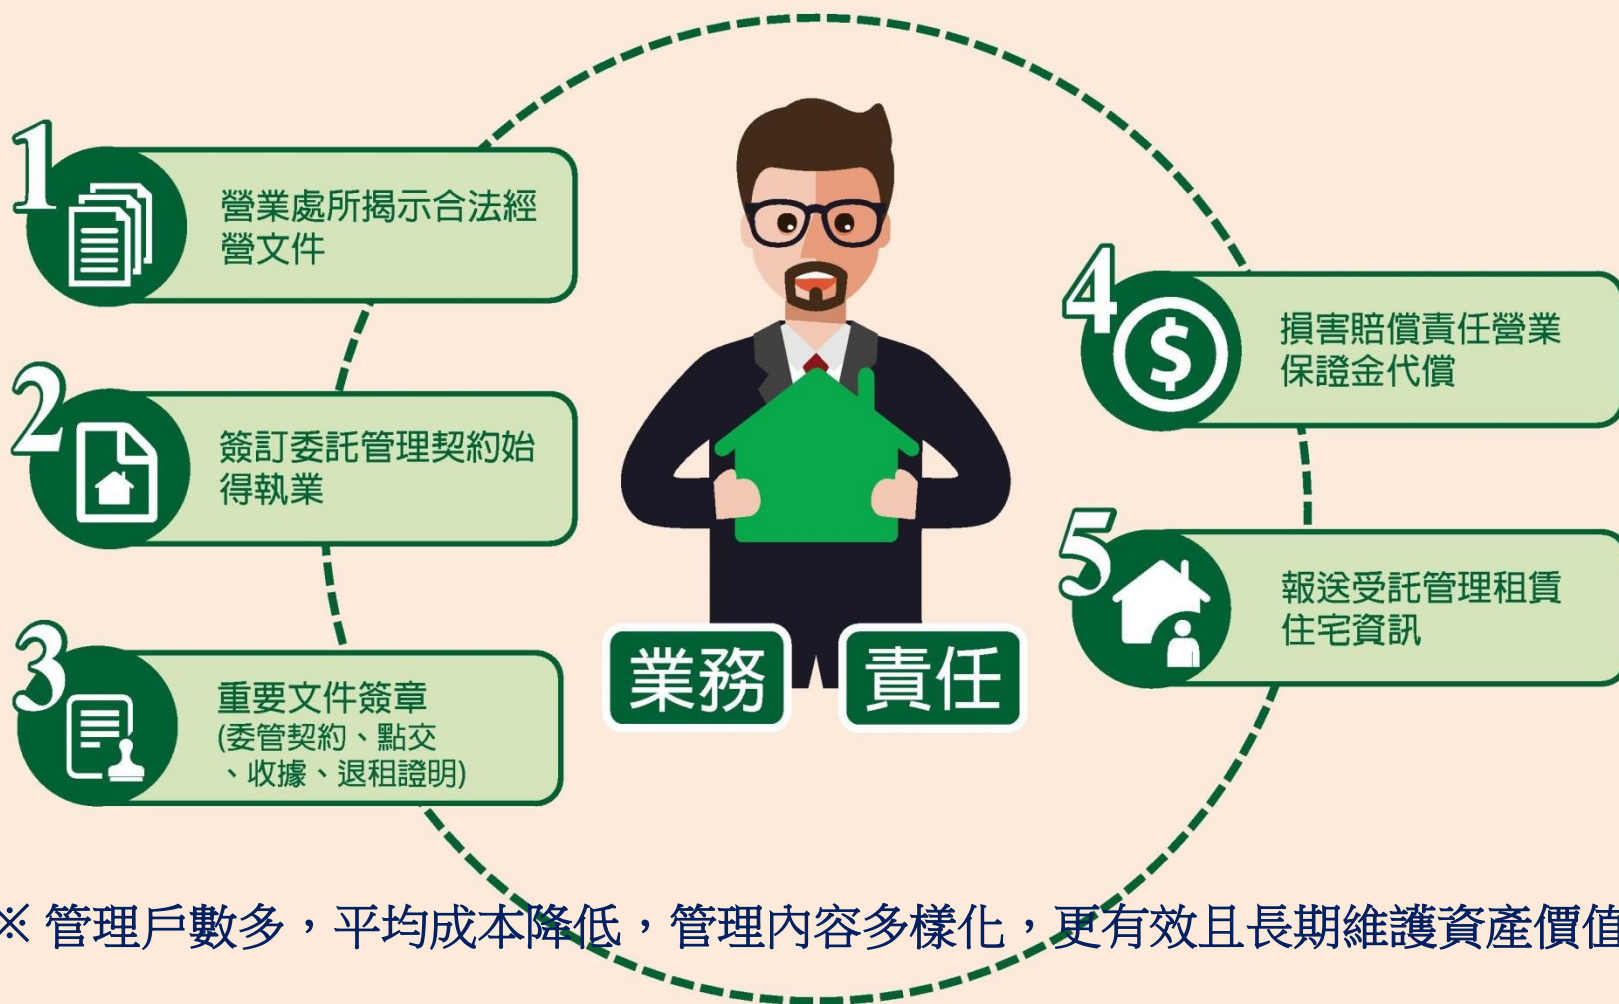 1
營業處所揭示合法經
營文件
2
簽訂委託管理契約始
得執業
3
重要文件簽章
(委管契約、點交
、收據、退租證明)
4
$
損害賠償責任營業
保證金代償
5
報送受託管理租賃
住宅資訊
業務 責任
※ 管理戶數多，平均成本降低，管理內容多樣化，更有效且長期維護資產價值